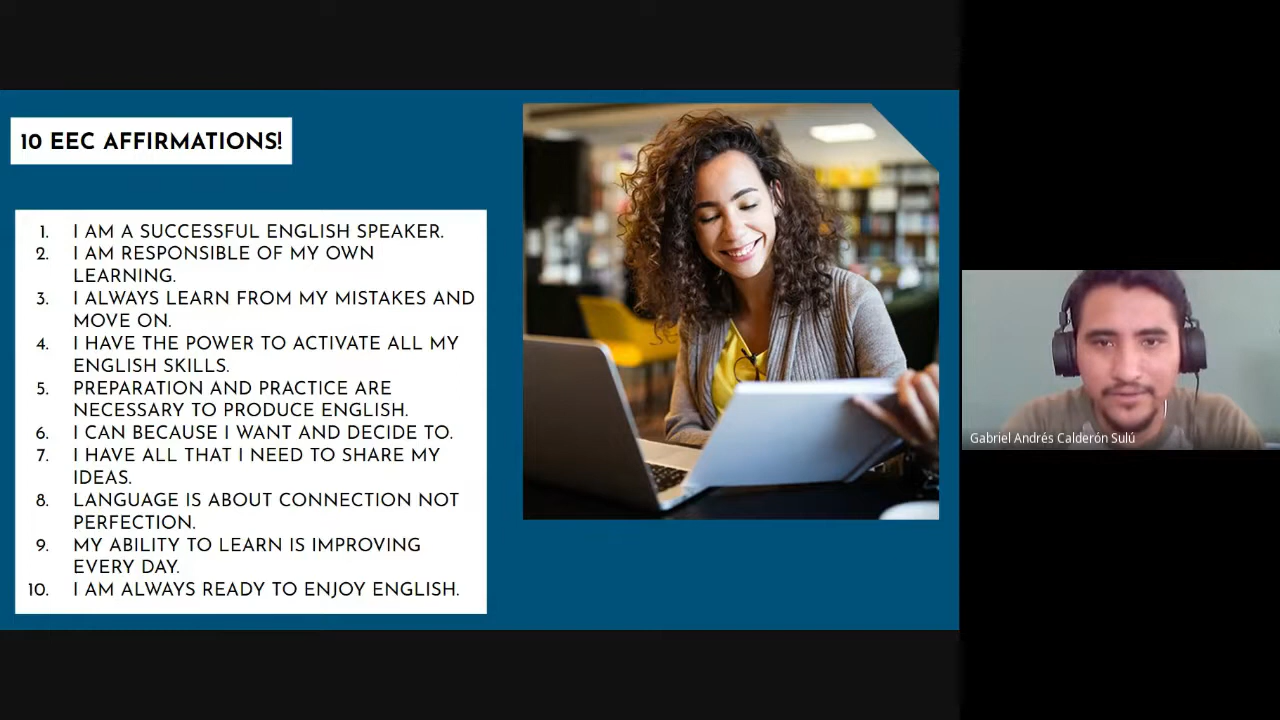 10 EEC AFFIRMATIONS!
1. I AM A SUCCESSFUL ENGLISH SPEAKER.
2. I AM RESPONSIBLE OF MY OWN
LEARNING.
3. I ALWAYS LEARN FROM MY MISTAKES AND
MOVE ON.
4. I HAVE THE POWER TO ACTIVATE ALL MY
ENGLISH SKILLS.
5. PREPARATION AND PRACTICE ARE
NECESSARY TO PRODUCE ENGLISH.
6. I CAN BECAUSE I WANT AND DECIDE TO.
7. I HAVE ALL THAT I NEED TO SHARE MY
IDEAS.
8. LANGUAGE IS ABOUT CONNECTION NOT
PERFECTION.
9. MY ABILITY TO LEARN IS IMPROVING
EVERY DAY.
10. I AM ALWAYS READY TO ENJOY ENGLISH.
Gabriel Andrés Calderón Sulú